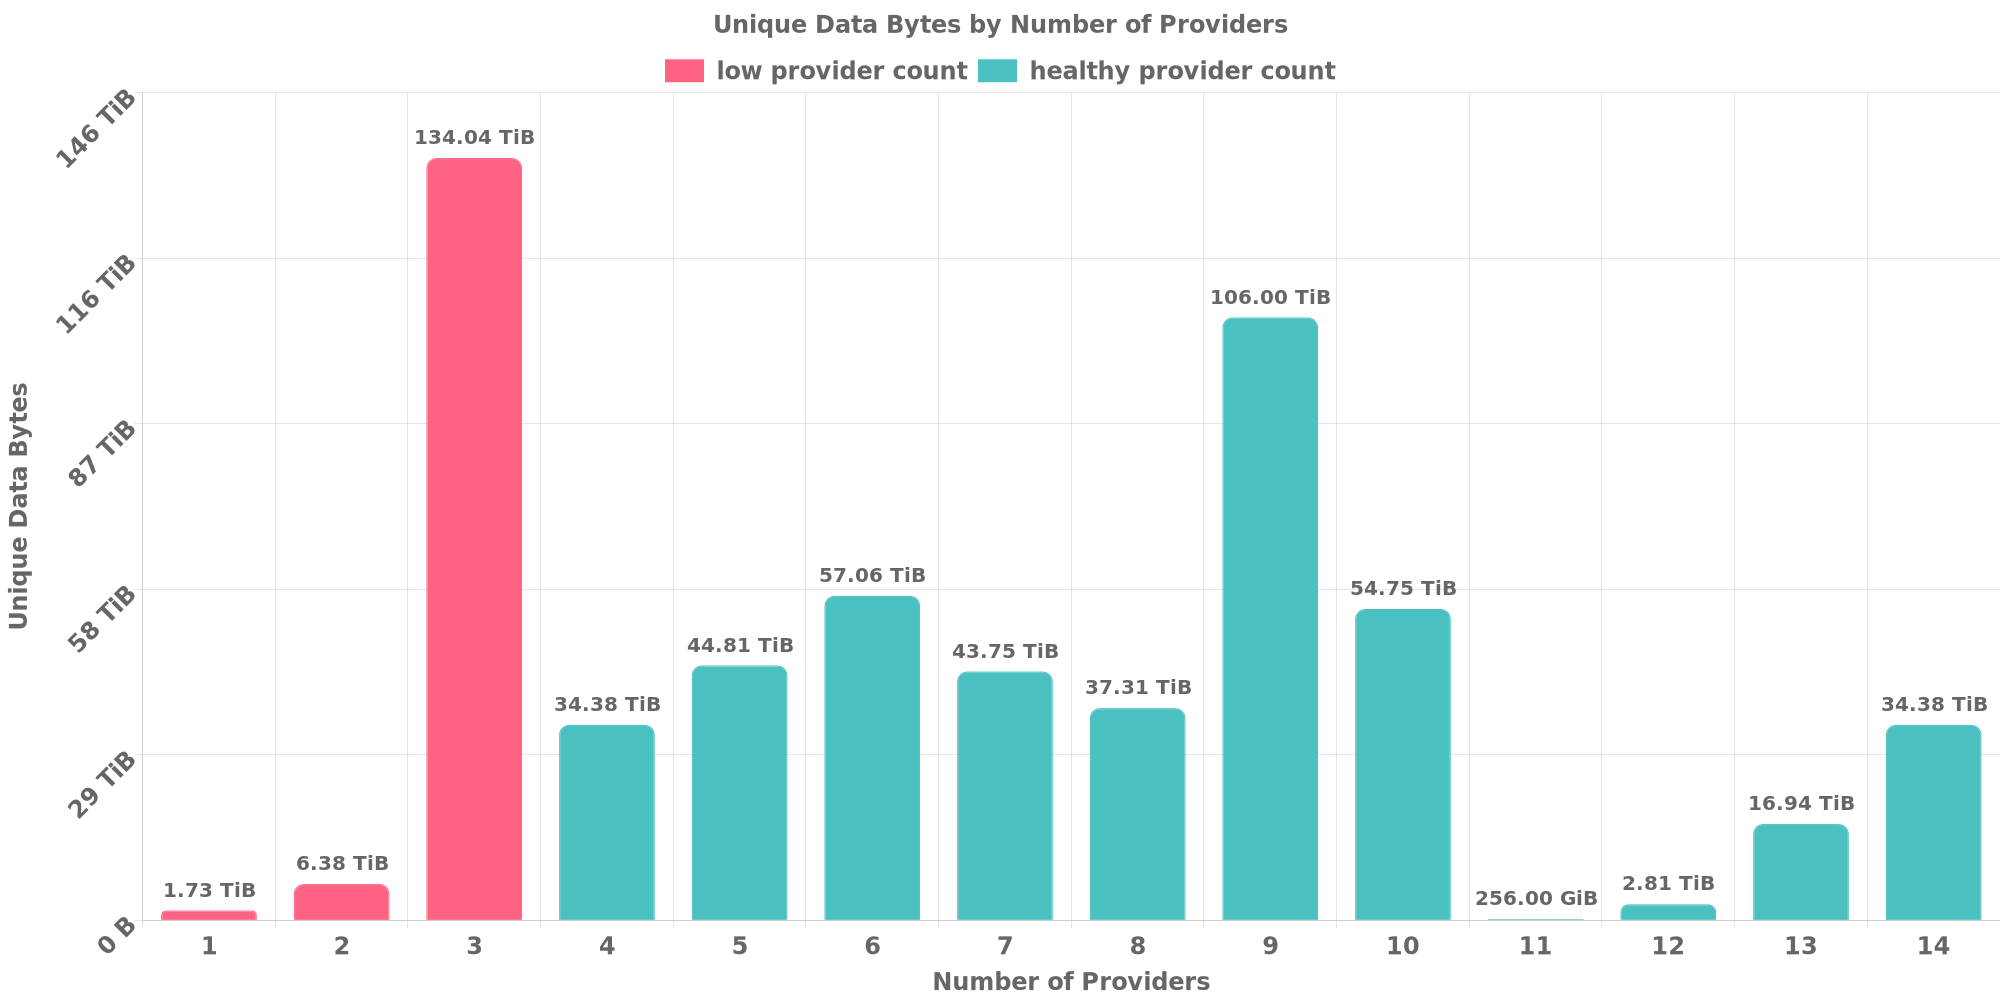 Unique Data Bytes by Number of Providers
low provider count healthy provider count
146 TiB
116 TiB
87 TiB
58 TiB
29 TiB
0 B
Unique Data Bytes
1.73 TiB
6.38 TiB
134.04 TiB
34.38 TiB
44.81 TiB
57.06 TiB
43.75 TiB
37.31 TiB
106.00 TiB
54.75 TiB
256.00 GiB
2.81 TiB
16.94 TiB
34.38 TiB
1 2 3 4 5 6 7 8 9 10 11 12 13 14
Number of Providers